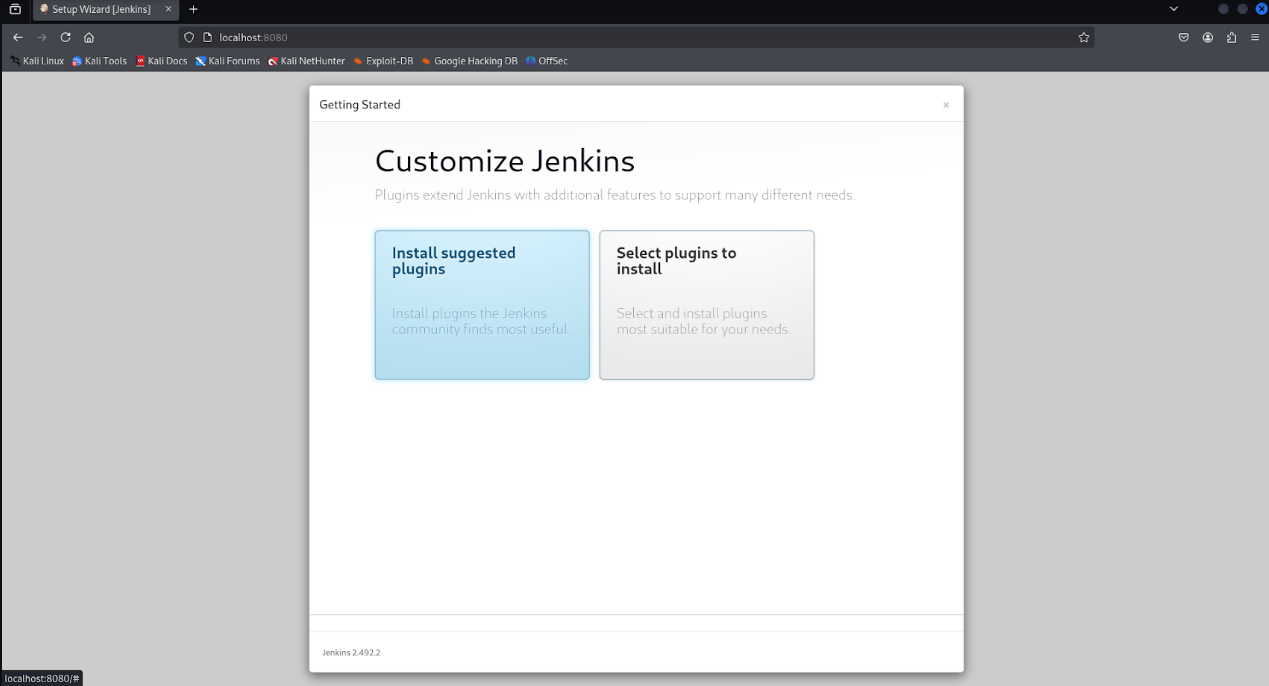 Setup Wizard [Jenkins]
localhost:8080
Kali Linux Kali Tools Kali Docs Kali Forums Kali NetHunter Exploit-DB Google Hacking DB OffSec
Getting Started
Customize Jenkins
Plugins extend Jenkins with additional features to support many different needs.
Install suggested
plugins
Install plugins the Jenkins
community finds most useful.
Select plugins to
install
Select and install plugins
most suitable for your needs.
Jenkins 2.492.2
localhost:8080/#